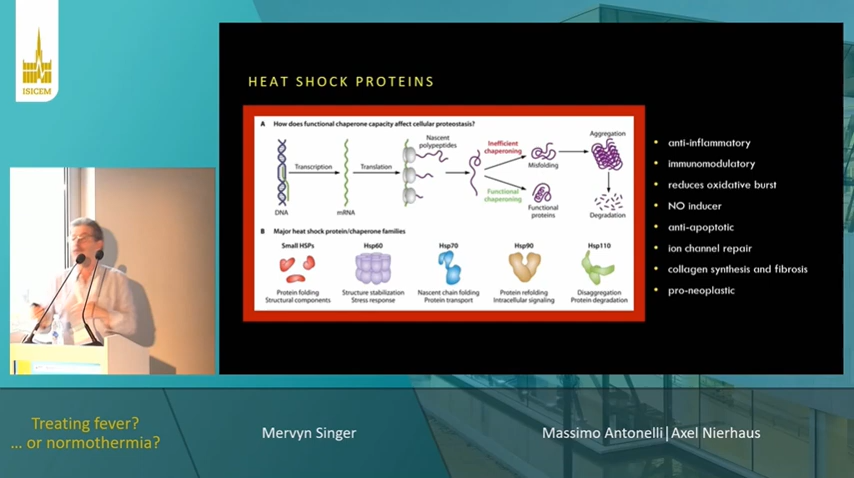 ISICEM
HEAT SHOCK PROTEINS
A How does functional chaperone capacity affect cellular proteostasis?
Nascent
polypeptides
Inefficient
chaperoning
Aggregation
Transcription
Translation
Misfolding
Functional
chaperoning
DNA
mRNA
Functional
proteins
Degradation
B Major heat shock protein/chaperone families
Small HSPs
Hsp60
Hsp70
Hsp90
Hsp110
Protein folding
Structural components
Structure stabilization
Stress response
Nascent chain folding
Protein transport
Protein refolding
Intracellular signaling
Disaggregation
Protein degradation
• anti-inflammatory
• immunomodulatory
• reduces oxidative burst
• NO inducer
• anti-apoptotic
• ion channel repair
• collagen synthesis and fibrosis
• pro-neoplastic
Treating fever?
... or normothermia?
Mervyn Singer
Massimo Antonelli|Axel Nierhaus